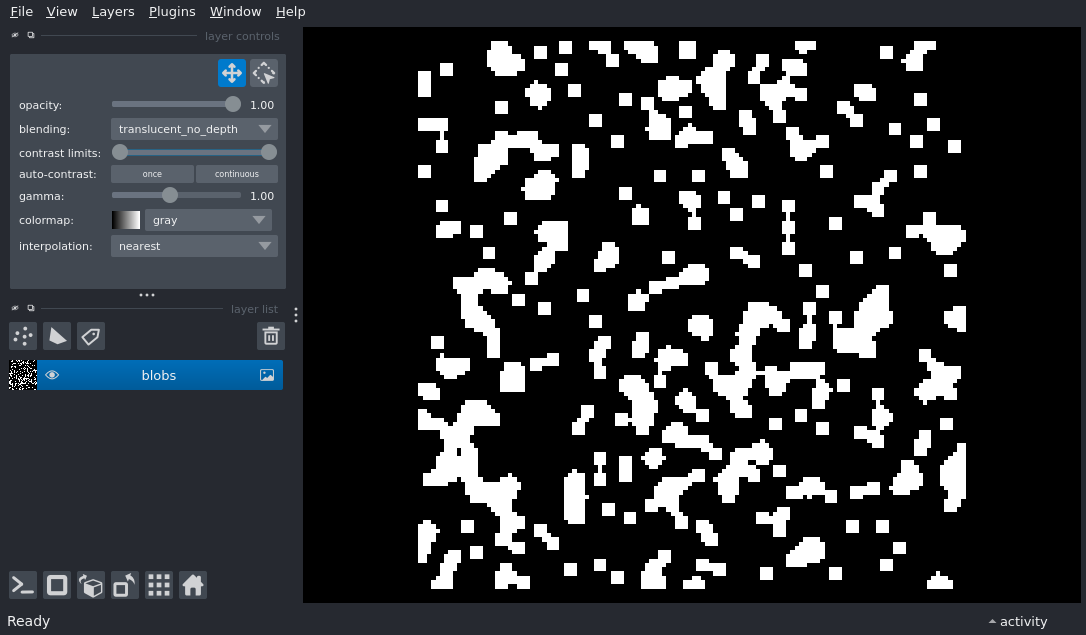 File View Layers Plugins Window Help
layer controls
opacity: 1.00
blending: translucent_no_depth
contrast limits:
auto-contrast: once continuous
gamma: 1.00
colormap: gray
interpolation: nearest
layer list
blobs
Ready activity